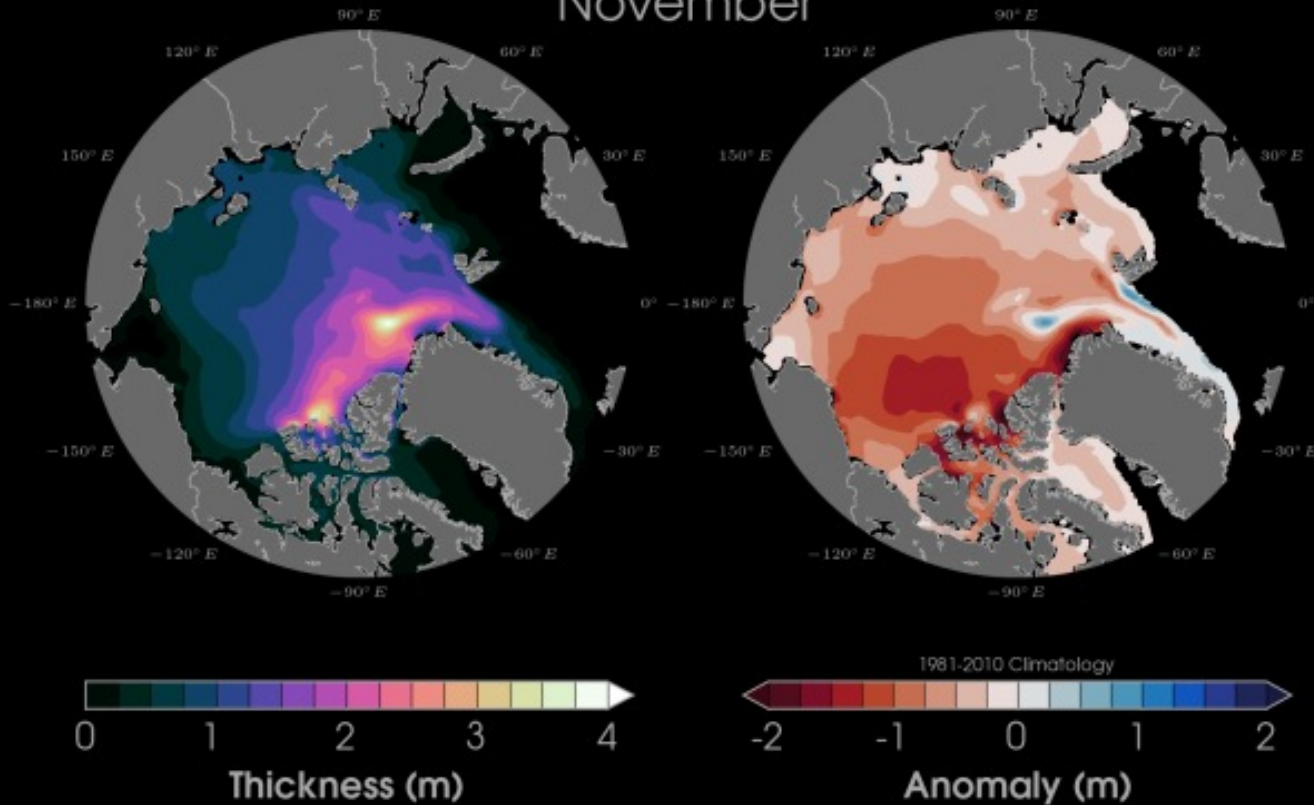 November
90° E
120° E
60° E
150° E
30° E
−180° E
0°
−150° E
−30° E
−120° E
−60° E
−90° E
90° E
120° E
60° E
150° E
30° E
−180° E
0°
−150° E
−30° E
−120° E
−60° E
−90° E
0 1 2 3 4
Thickness (m)
1981-2010 Climatology
-2 -1 0 1 2
Anomaly (m)